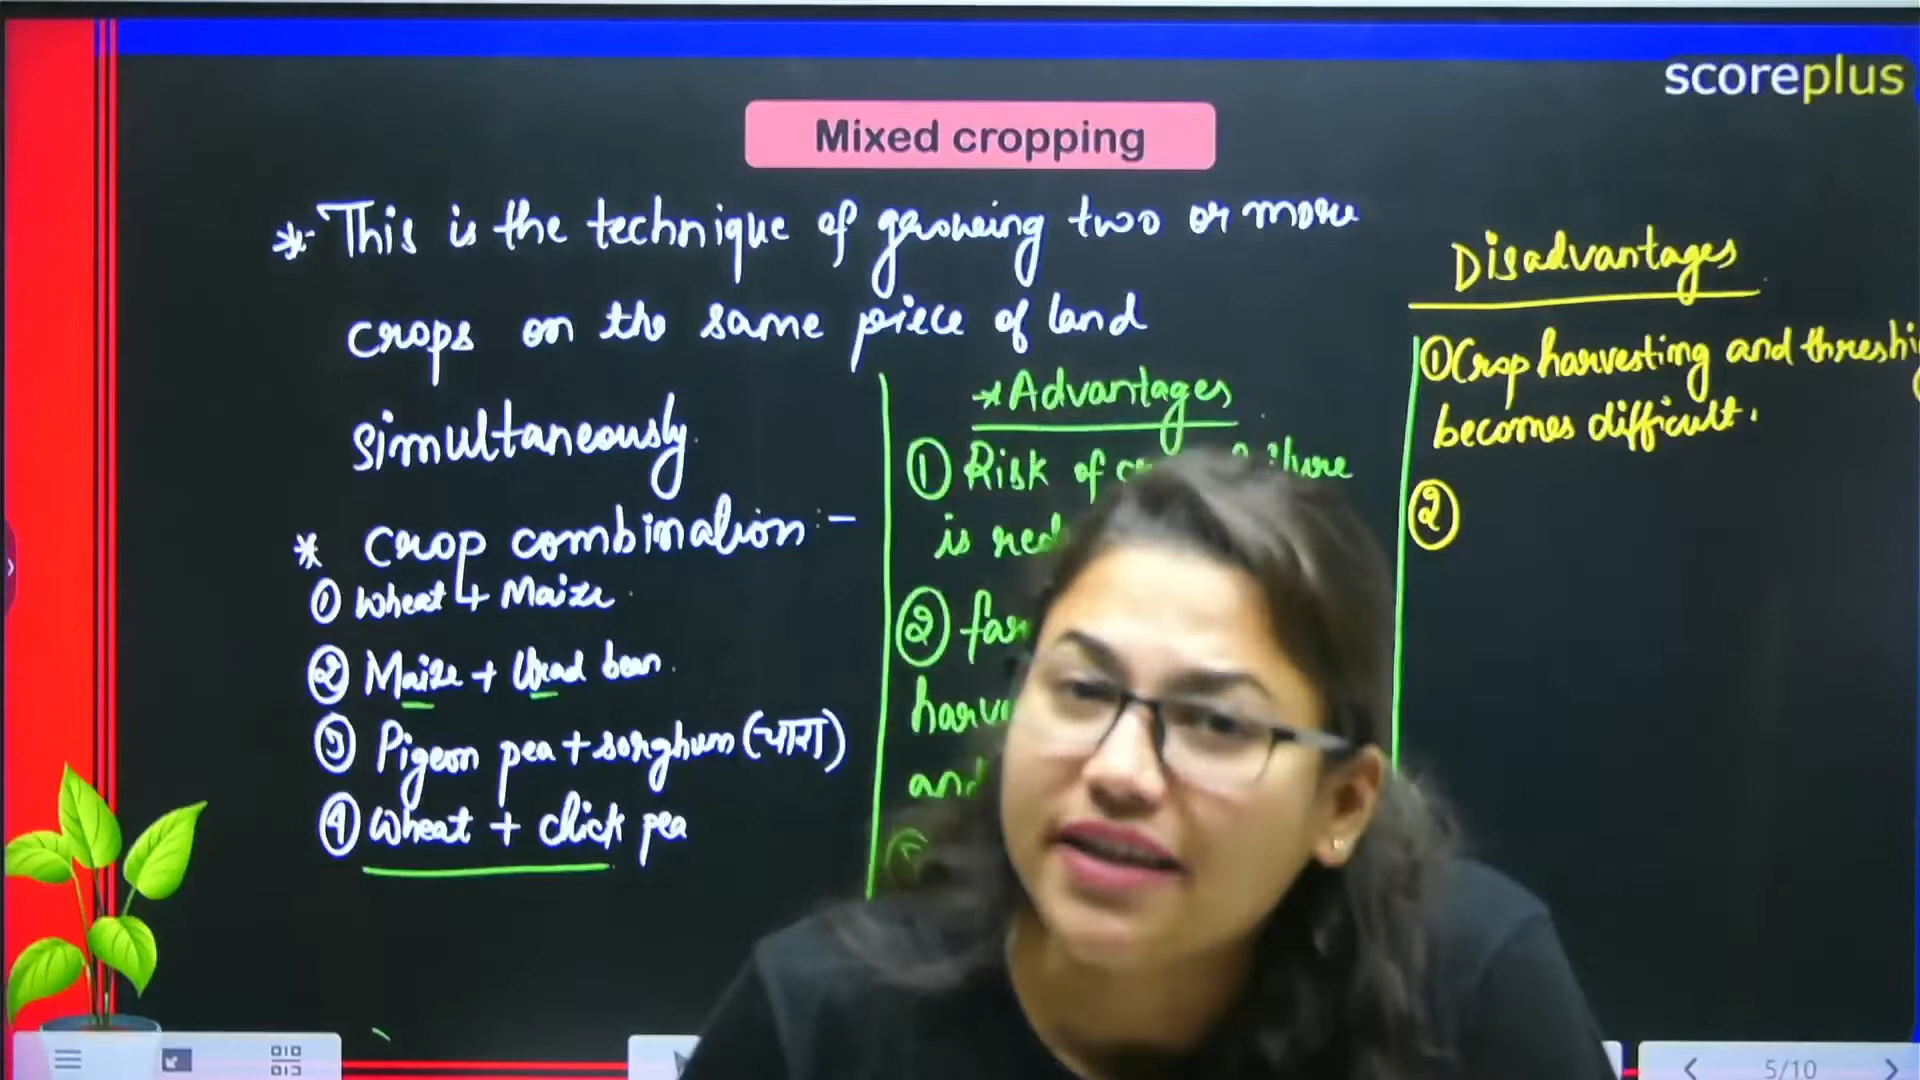 scoreplus
Mixed cropping
* This is the technique of growing two or more
crops on the same piece of land
simultaneously.
* Crop combination :-
① Wheat + Maize
② Maize + Urad bean
③ Pigeon pea + sorghum (चारा)
④ Wheat + chick pea
* Advantages
① Risk of
is
②
and
Disadvantages
① Crop harvesting and
becomes difficult.
②
5/10